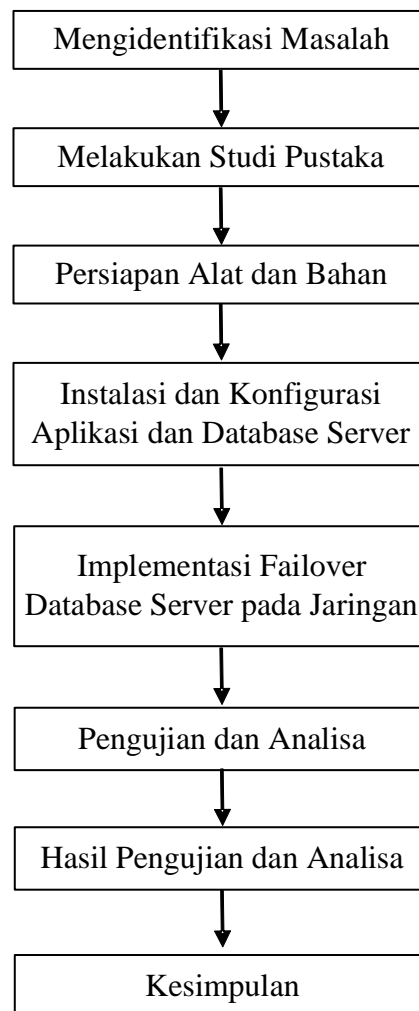 Mengidentifikasi Masalah
Melakukan Studi Pustaka
Persiapan Alat dan Bahan
Instalasi dan Konfigurasi
Aplikasi dan Database Server
Implementasi Failover
Database Server pada Jaringan
Pengujian dan Analisa
Hasil Pengujian dan Analisa
Kesimpulan